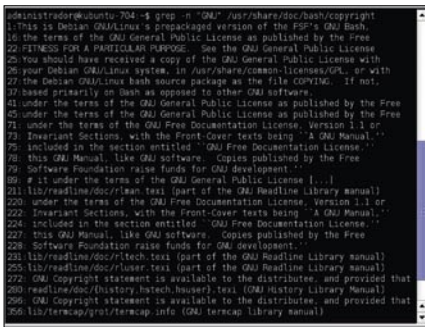 administrador@kubuntu-704:~$ grep -n "GNU" /usr/share/doc/bash/copyright
1:This is Debian GNU/Linux's prepackaged version of the FSF's GNU Bash,
16:the terms of the GNU General Public License as published by the Free
22:FITNESS FOR A PARTICULAR PURPOSE.  See the GNU General Public License
25:You should have received a copy of the GNU General Public License with
26:your Debian GNU/Linux system, in /usr/share/common-licenses/GPL, or with
27:the Debian GNU/Linux bash source package as the file COPYING.  If not,
37:based primarily on Bash as opposed to other GNU software.
41:under the terms of the GNU General Public License as published by the Free
45:under the terms of the GNU General Public License as published by the Free
71: under the terms of the GNU Free Documentation License, Version 1.1 or
73: Invariant Sections, with the Front-Cover texts being ``A GNU Manual,''
75: included in the section entitled ``GNU Free Documentation License.''
78: this GNU Manual, like GNU software.  Copies published by the Free
79: Software Foundation raise funds for GNU development.''
89: # it under the terms of the GNU General Public License [...]
211:lib/readline/doc/rlman.texi (part of the GNU Readline Library manual)
220: under the terms of the GNU Free Documentation License, Version 1.1 or
222: Invariant Sections, with the Front-Cover texts being ``A GNU Manual,''
224: included in the section entitled ``GNU Free Documentation License.''
227: this GNU Manual, like GNU software.  Copies published by the Free
228: Software Foundation raise funds for GNU development.''
231:lib/readline/doc/rltech.texi (part of the GNU Readline Library manual)
255:lib/readline/doc/rluser.texi (part of the GNU Readline Library manual)
272: GNU Copyright statement is available to the distributee, and provided that
280:readline/doc/{history,hstech,hsuser}.texi (GNU History Library Manual)
296: GNU Copyright statement is available to the distributee, and provided that
356:lib/termcap/grot/termcap.info (GNU termcap library manual)